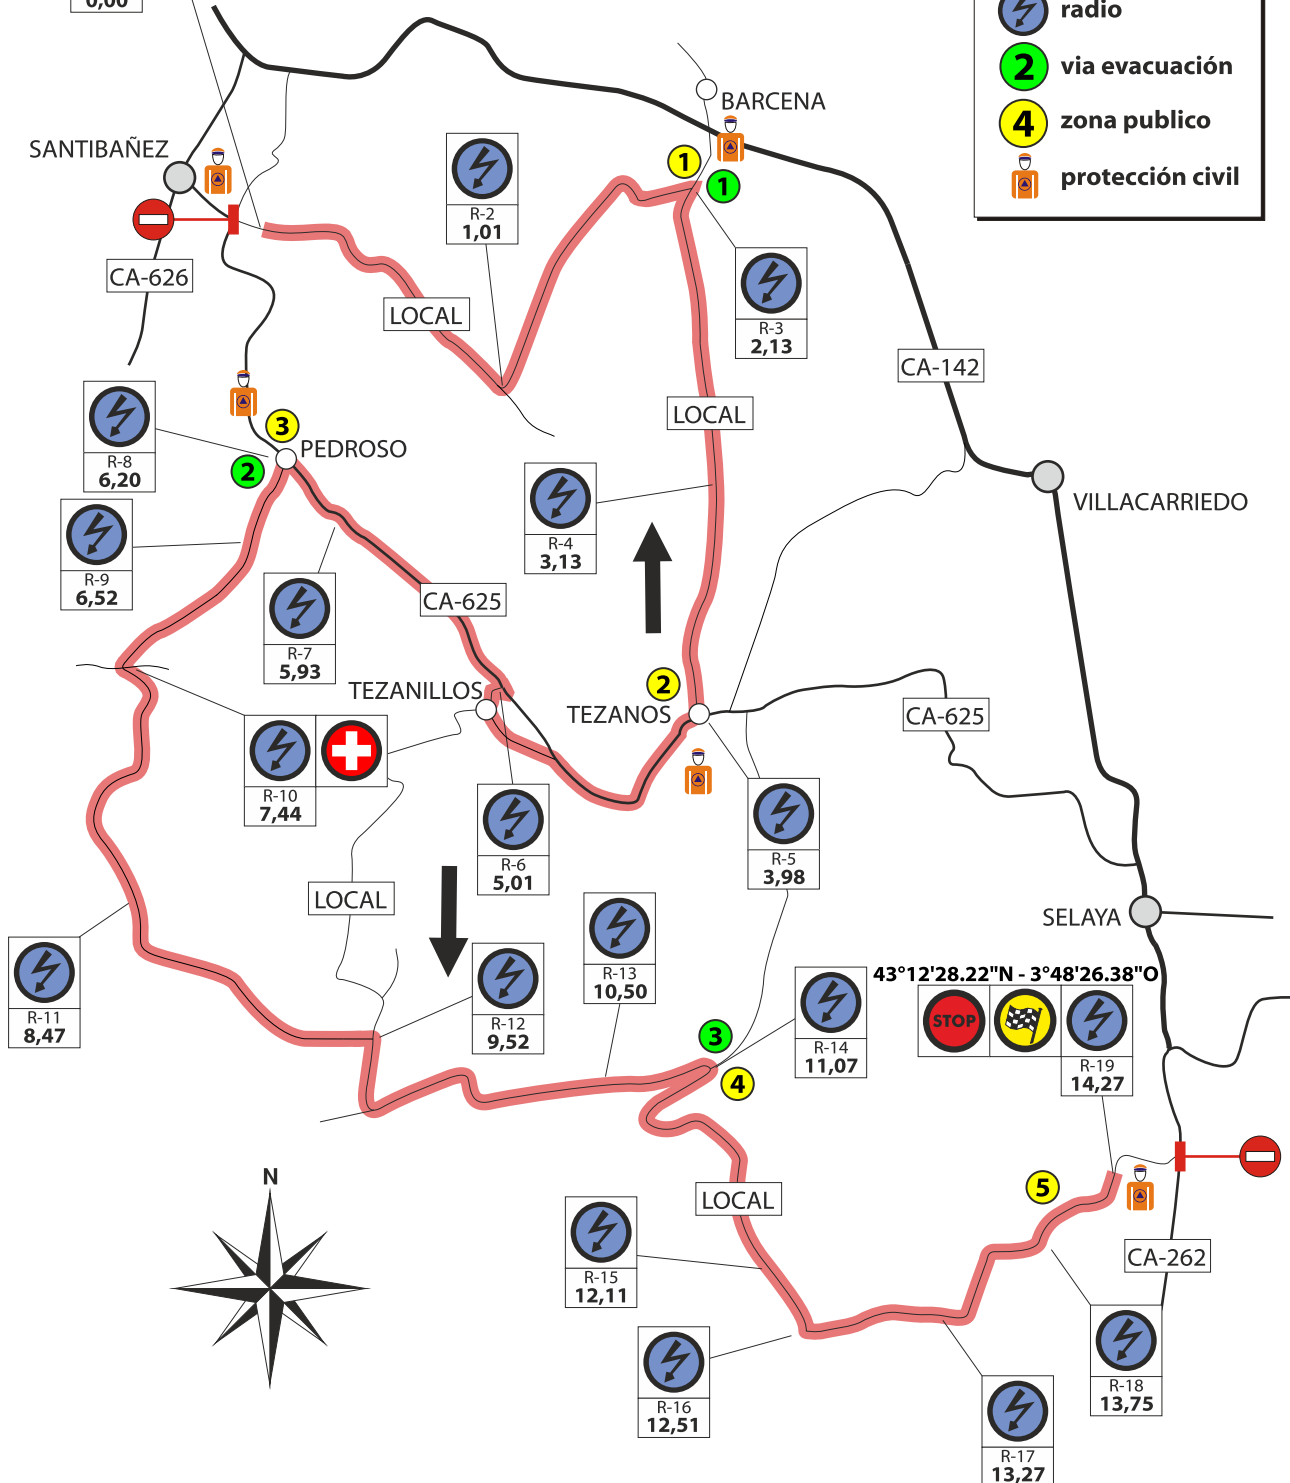 0,00
radio
2
via evacuación
4
zona publico
protección civil
BARCENA
SANTIBAÑEZ
1
1
R-2
1,01
CA-626
LOCAL
R-3
2,13
CA-142
LOCAL
3
PEDROSO
R-8
6,20
2
VILLACARRIEDO
R-4
3,13
R-9
6,52
CA-625
R-7
5,93
2
TEZANILLOS
TEZANOS
CA-625
R-10
7,44
R-6
5,01
R-5
3,98
LOCAL
SELAYA
R-11
8,47
R-12
9,52
R-13
10,50
43°12'28.22"N - 3°48'26.38"O
STOP
R-14
11,07
3
4
R-19
14,27
N
5
LOCAL
CA-262
R-15
12,11
R-16
12,51
R-18
13,75
R-17
13,27